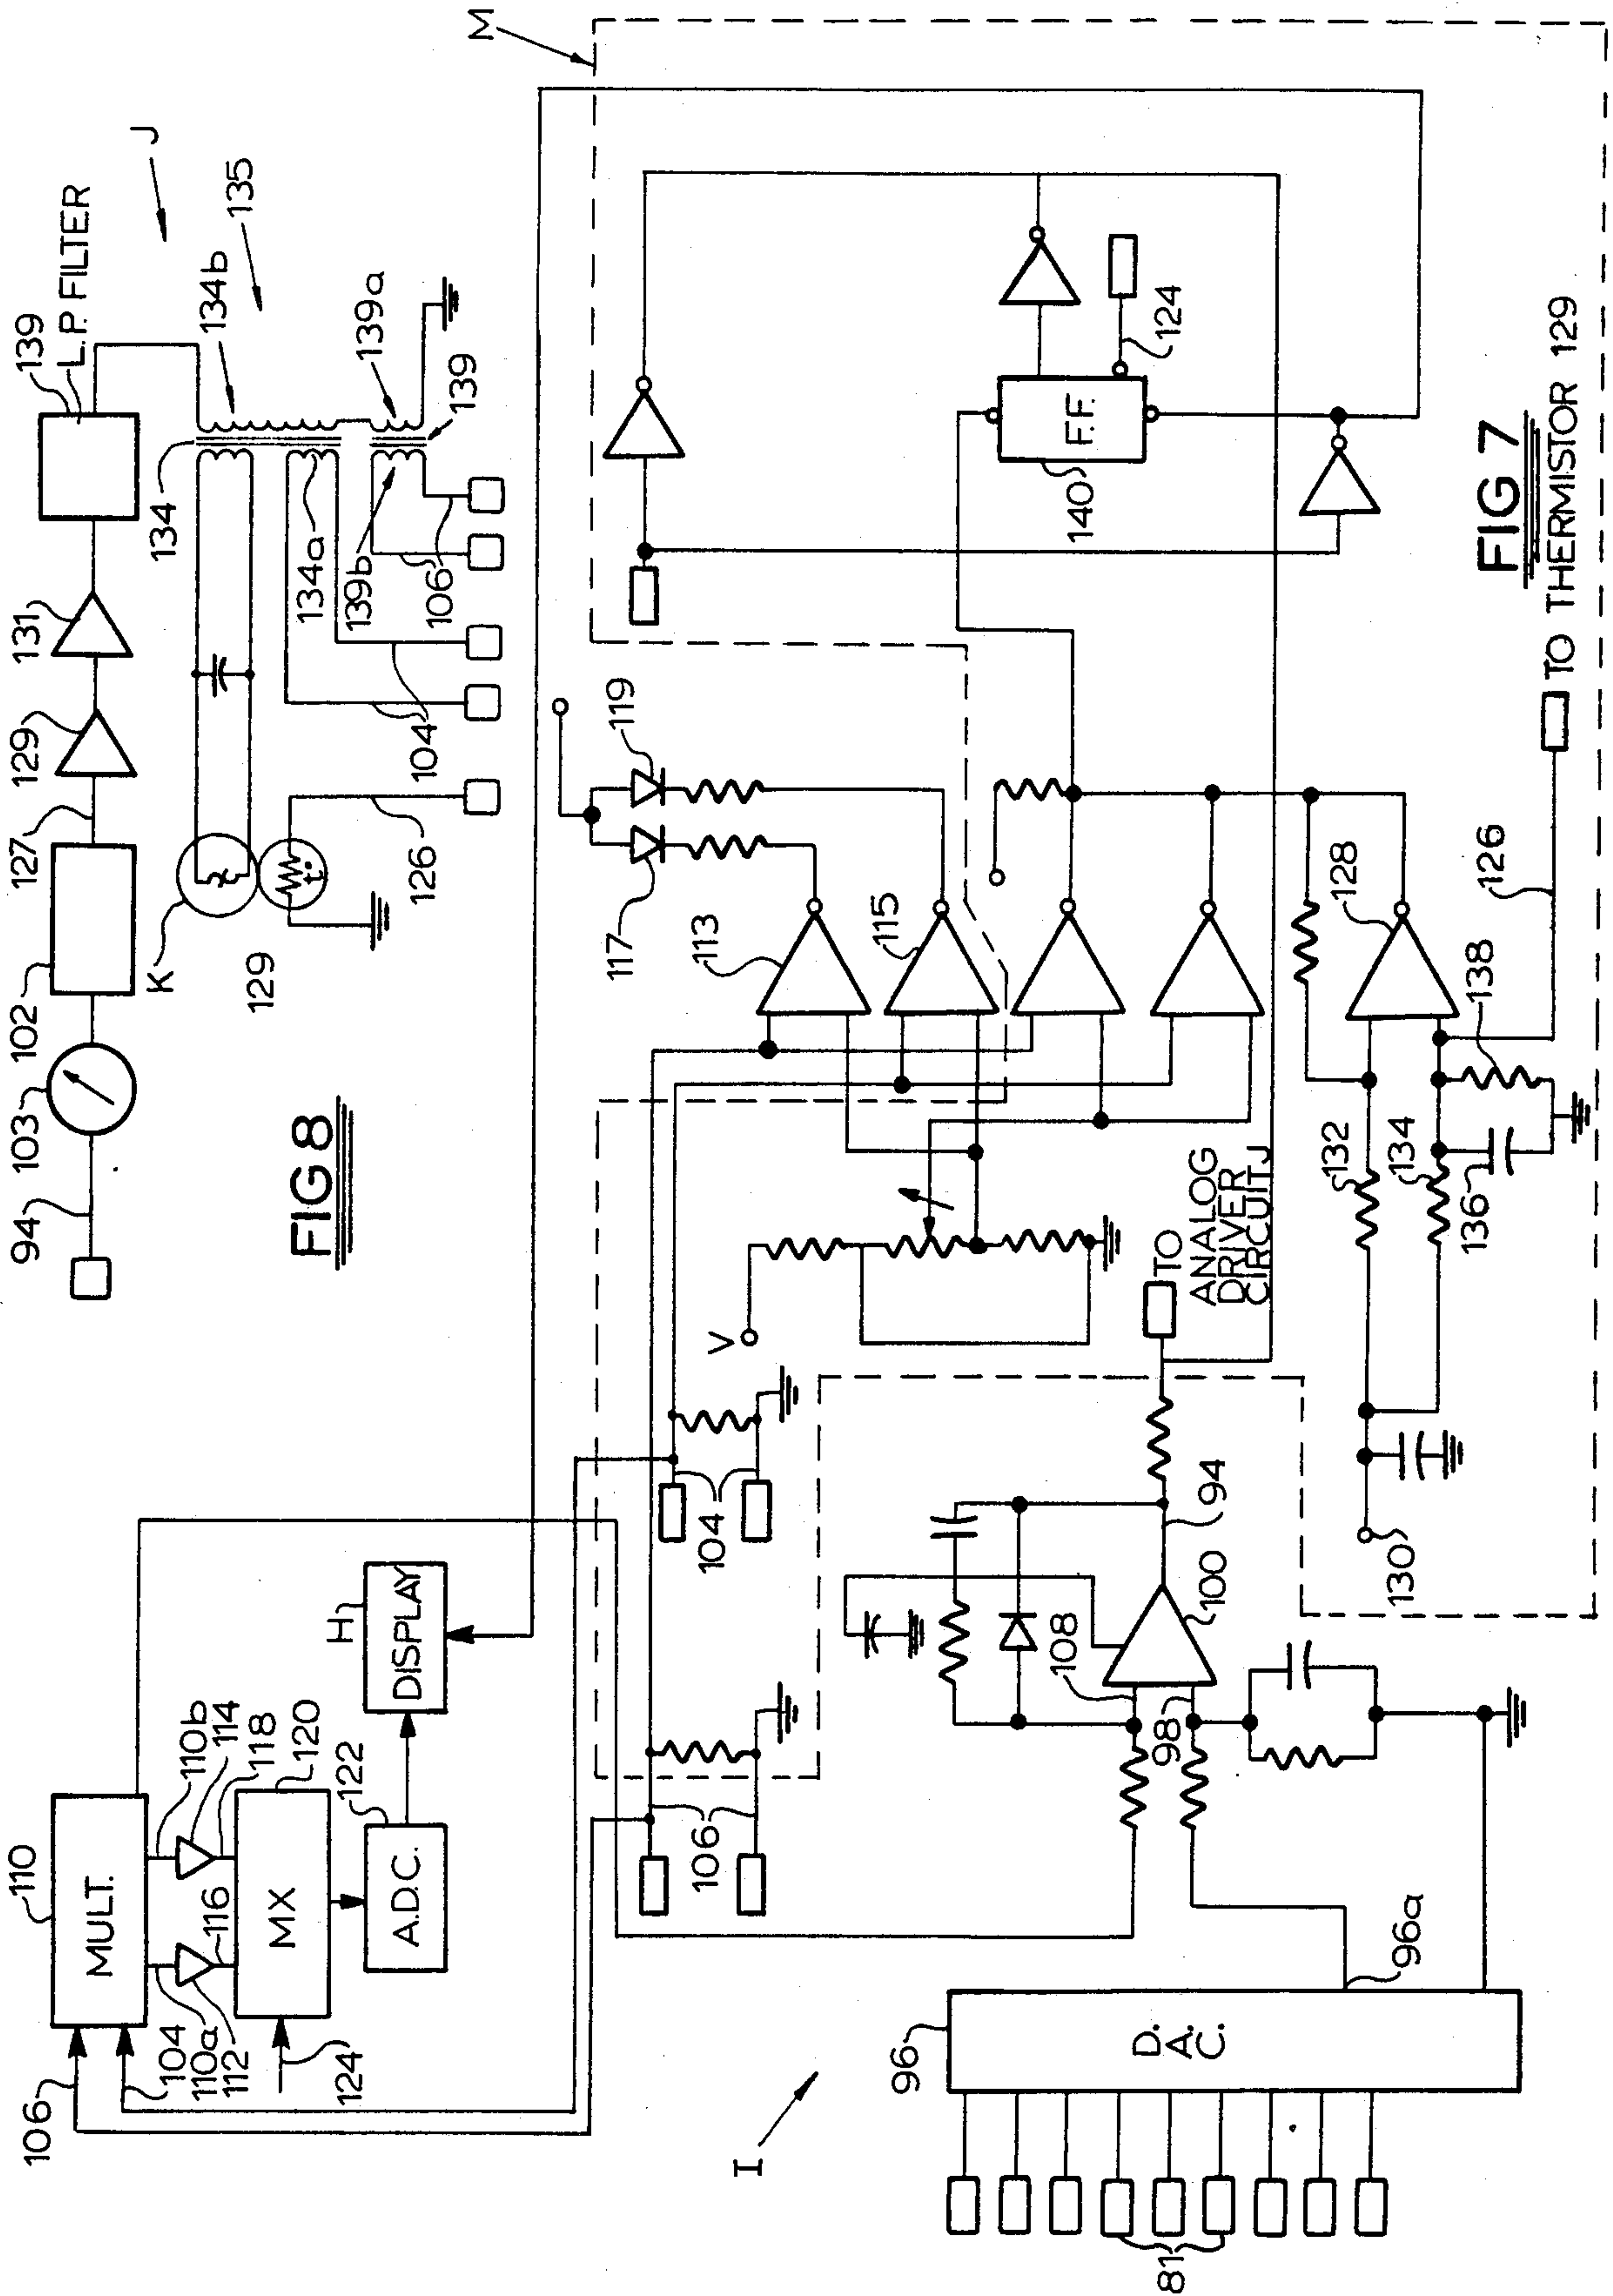 FIG 8
94
103
102
127
129
131
139
L.P. FILTER
J
135
134
134b
134a
139a
139b
139
K
129
126
104
106
FIG 7
M
I
110
MULT.
106
104
110a
112
116
110b
114
118
120
MX
124
122
A.D.C.
H
DISPLAY
106
104
V
113
115
117
119
140
F.F.
124
TO
ANALOG
DRIVER
CIRCUIT J
94
100
108
98
96
D.
A.
C.
96a
81
130
132
134
136
138
128
126
TO THERMISTOR 129